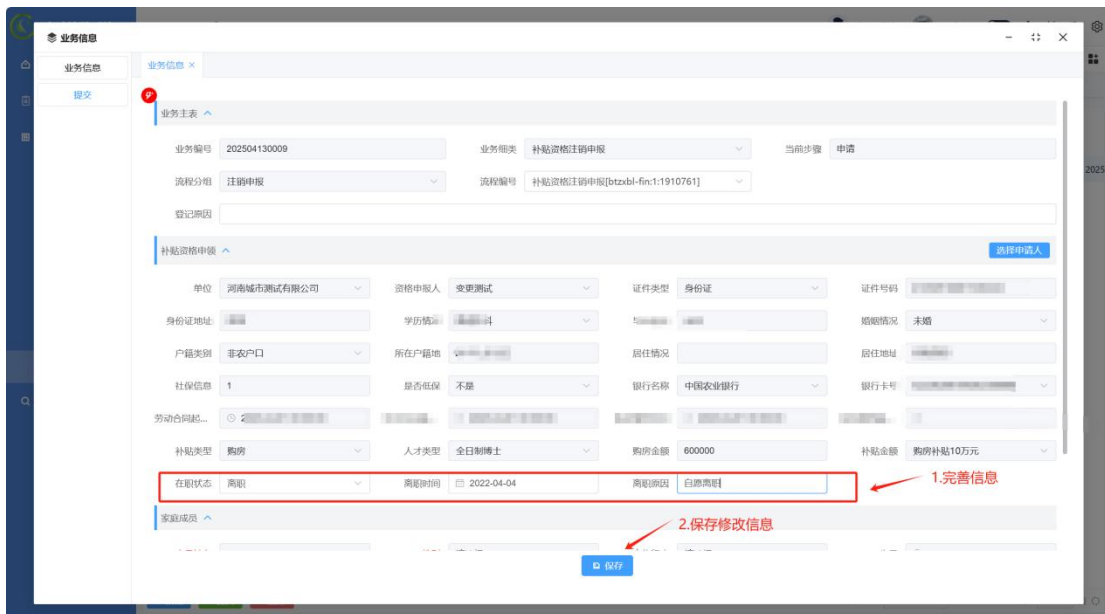 业务信息
业务信息
提交
业务信息 ×
业务主表
业务编号 202504130009 业务细类 补贴资格注销申报 当前步骤 申请
流程分组 注销申报 流程编号 补贴资格注销申报[btzxbl-fin:1:1910761]
2025
登记原因
补贴资格申领 选择申请人
单位 河南城市测试有限公司 资格申报人 变更测试 证件类型 身份证 证件号码
身份证地址 学历情况 婚姻情况 未婚
户籍类别 非农户口 所在户籍地 居住情况 居住地址
社保信息 1 是否低保 不是 银行名称 中国农业银行 银行卡号
劳动合同起...
补贴类型 购房 人才类型 全日制博士 购房金额 600000 补贴金额 购房补贴10万元
在职状态 离职 离职时间 2022-04-04 离职原因 自愿离职
1.完善信息
家庭成员
2.保存修改信息
保存